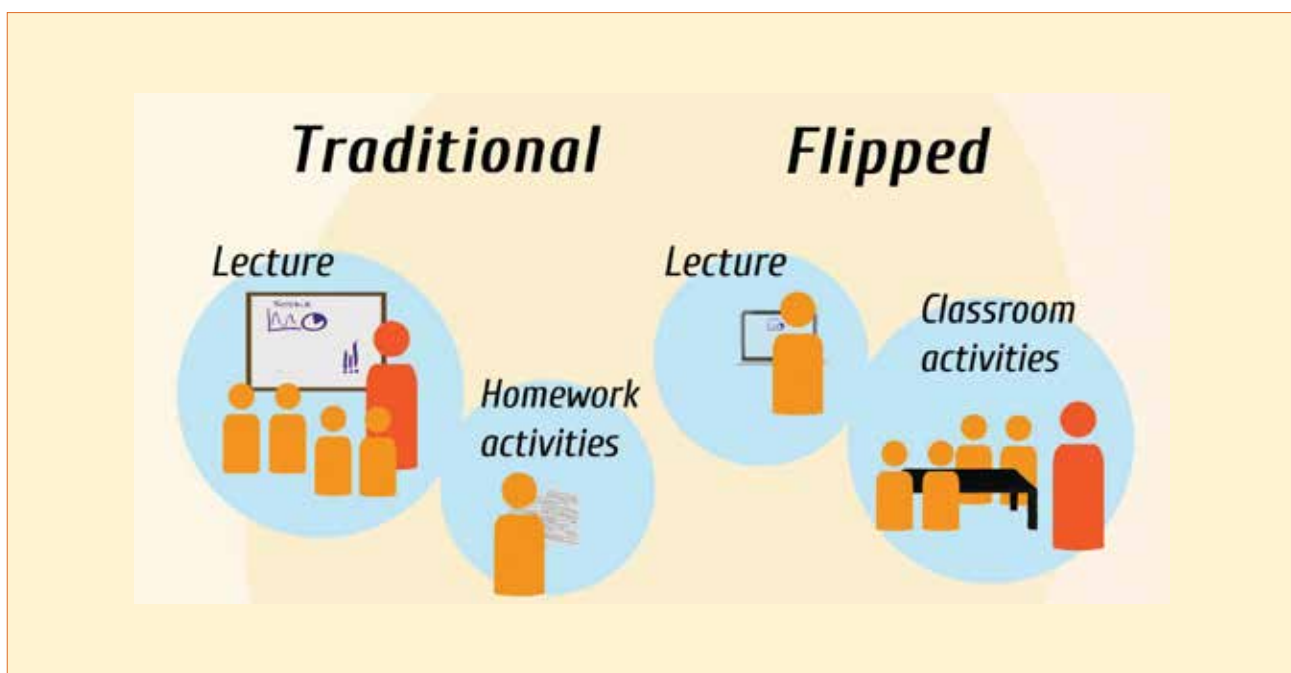 Traditional
Lecture
Homework
activities
Flipped
Lecture
Classroom
activities